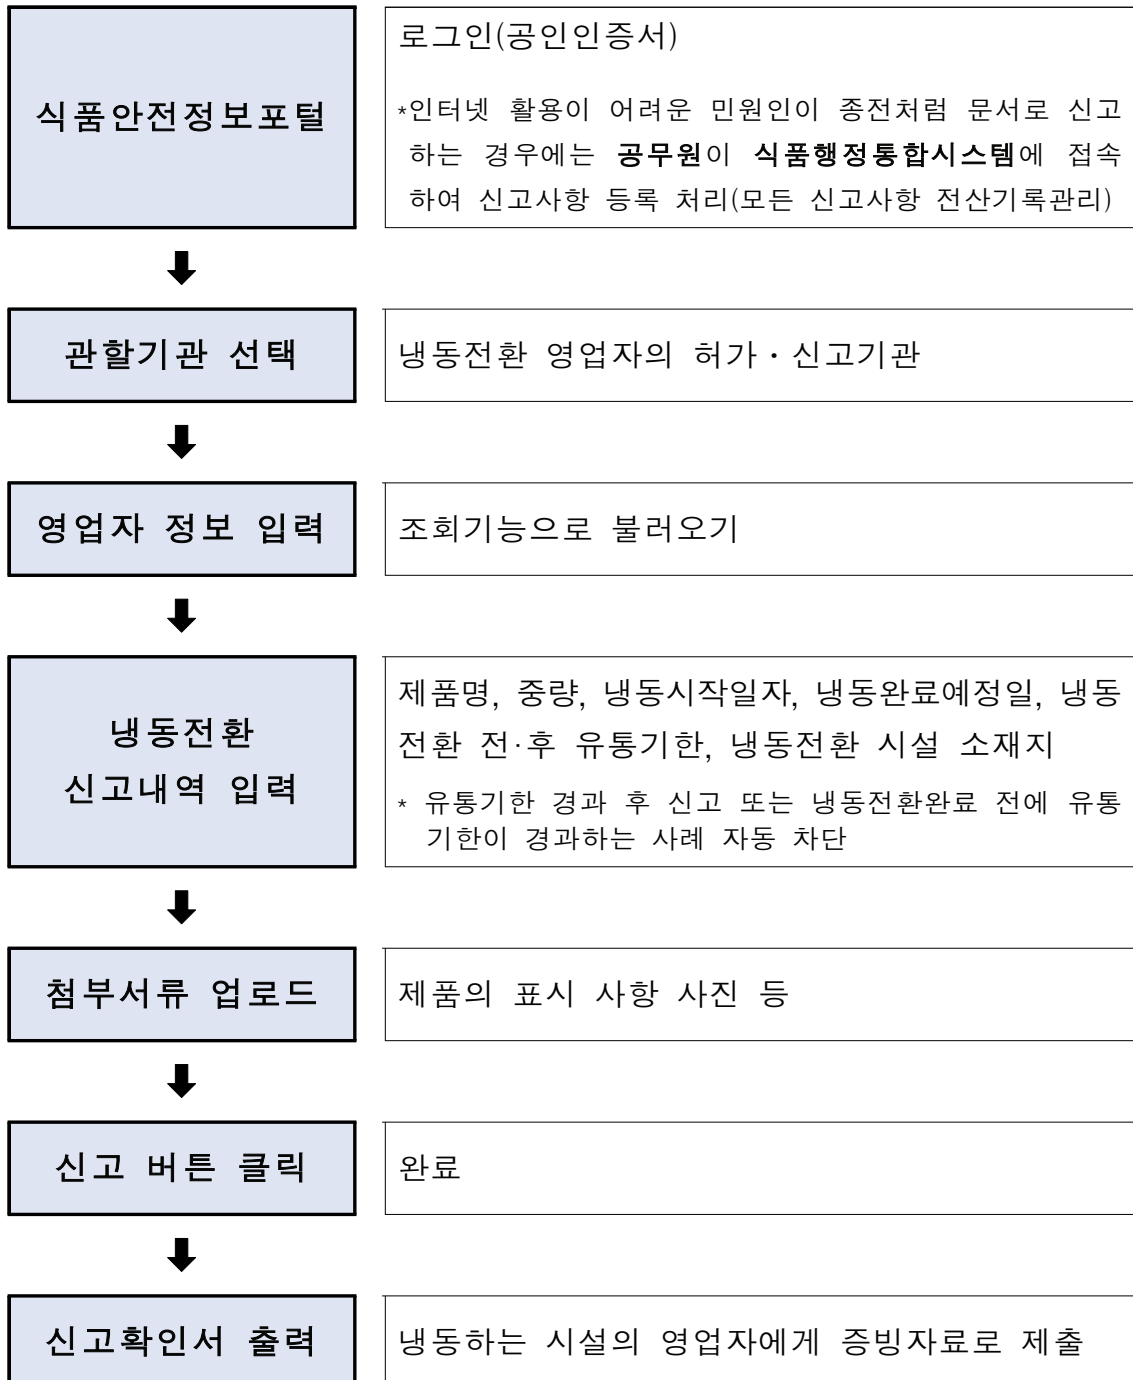 식품안전정보포털
로그인(공인인증서)
*인터넷 활용이 어려운 민원인이 종전처럼 문서로 신고
하는 경우에는 공무원이 식품행정통합시스템에 접속
하여 신고사항 등록 처리(모든 신고사항 전산기록관리)
관할기관 선택
냉동전환 영업자의 허가·신고기관
영업자 정보 입력
조회기능으로 불러오기
냉동전환
신고내역 입력
제품명, 중량, 냉동시작일자, 냉동완료예정일, 냉동
전환 전·후 유통기한, 냉동전환 시설 소재지
* 유통기한 경과 후 신고 또는 냉동전환완료 전에 유통
기한이 경과하는 사례 자동 차단
첨부서류 업로드
제품의 표시 사항 사진 등
신고 버튼 클릭
완료
신고확인서 출력
냉동하는 시설의 영업자에게 증빙자료로 제출